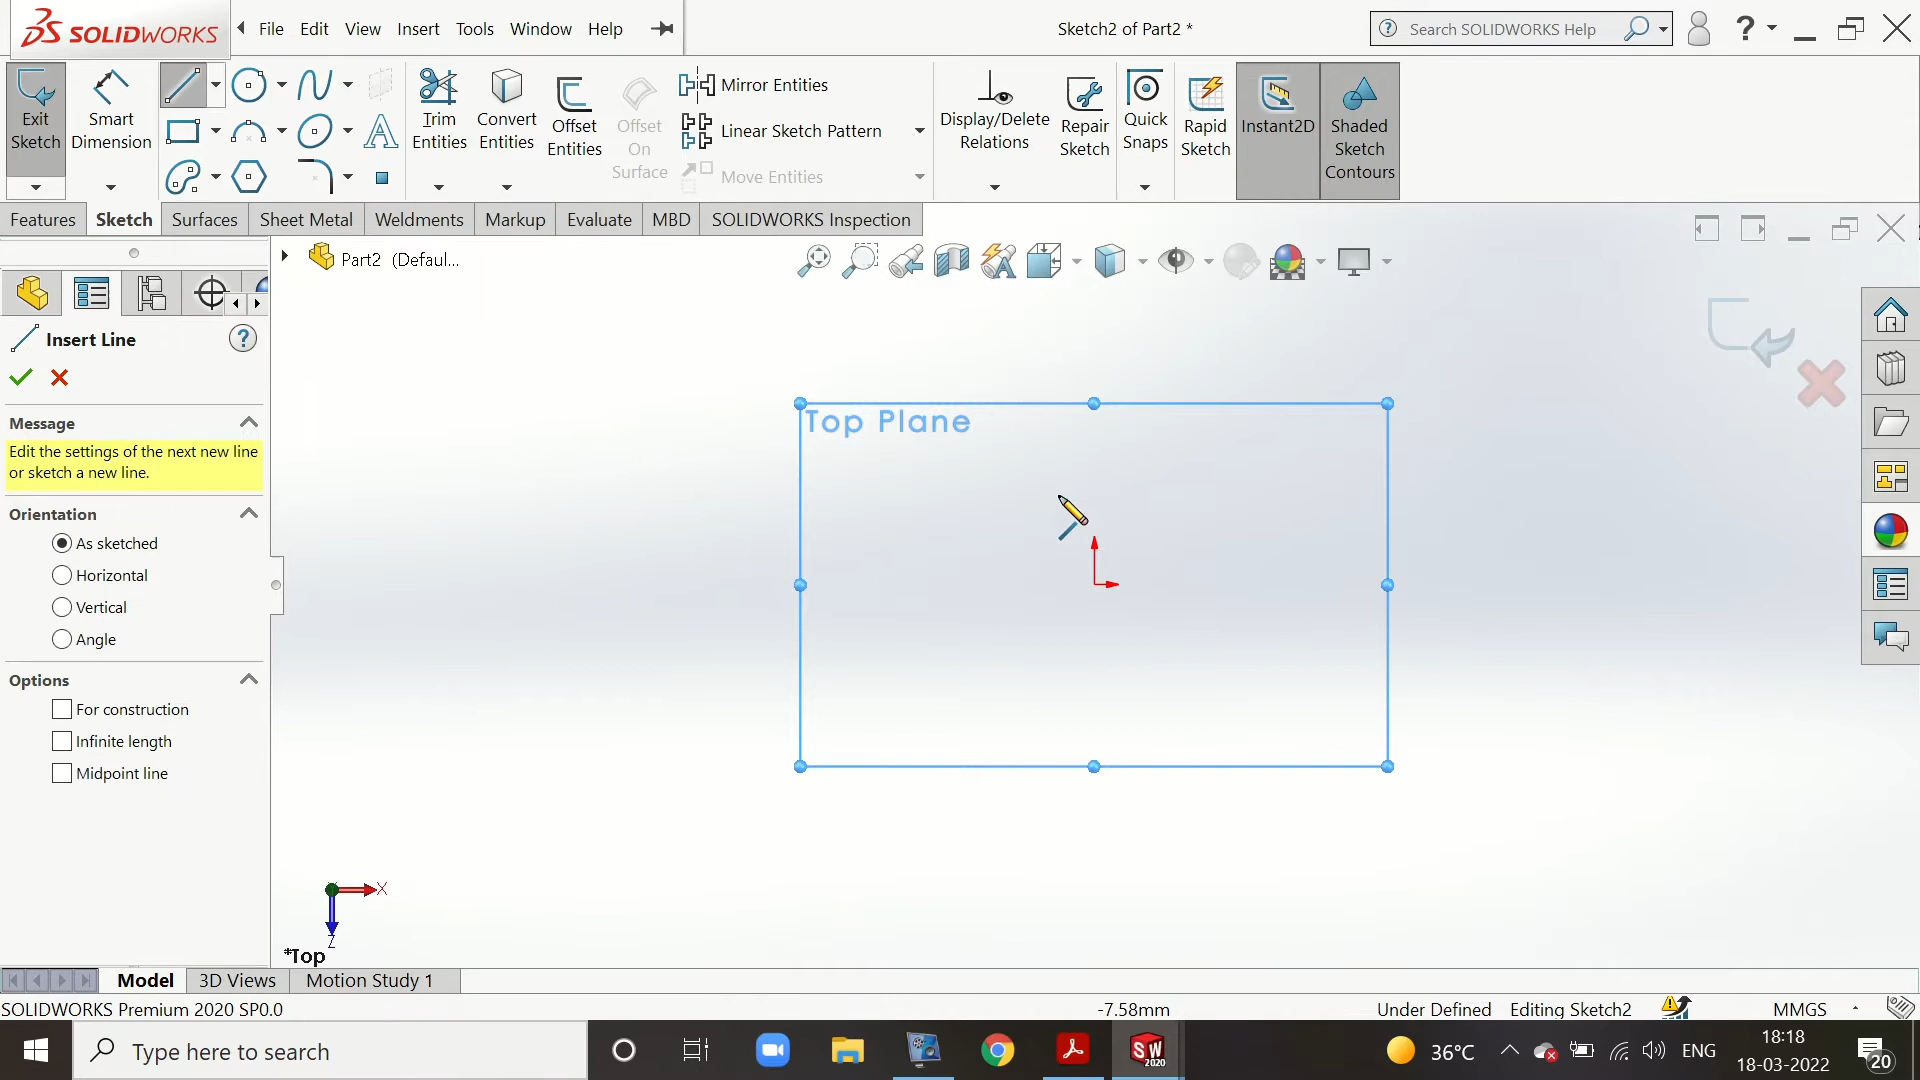 SOLIDWORKS
File Edit View Insert Tools Window Help
Sketch2 of Part2 *
Search SOLIDWORKS Help
?
Exit Sketch
Smart Dimension
Trim Entities
Convert Entities
Offset Entities
Offset On Surface
Mirror Entities
Linear Sketch Pattern
Move Entities
Display/Delete Relations
Repair Sketch
Quick Snaps
Rapid Sketch
Instant2D
Shaded Sketch Contours
Features Sketch Surfaces Sheet Metal Weldments Markup Evaluate MBD SOLIDWORKS Inspection
Part2 (Defaul...
Insert Line
?
Message
Edit the settings of the next new line
or sketch a new line.
Orientation
As sketched
Horizontal
Vertical
Angle
Options
For construction
Infinite length
Midpoint line
Top Plane
X
Z
*Top
Model 3D Views Motion Study 1
SOLIDWORKS Premium 2020 SP0.0
-7.58mm
Under Defined Editing Sketch2
MMGS
Type here to search
SW
2020
36°C
ENG
18:18
18-03-2022
20